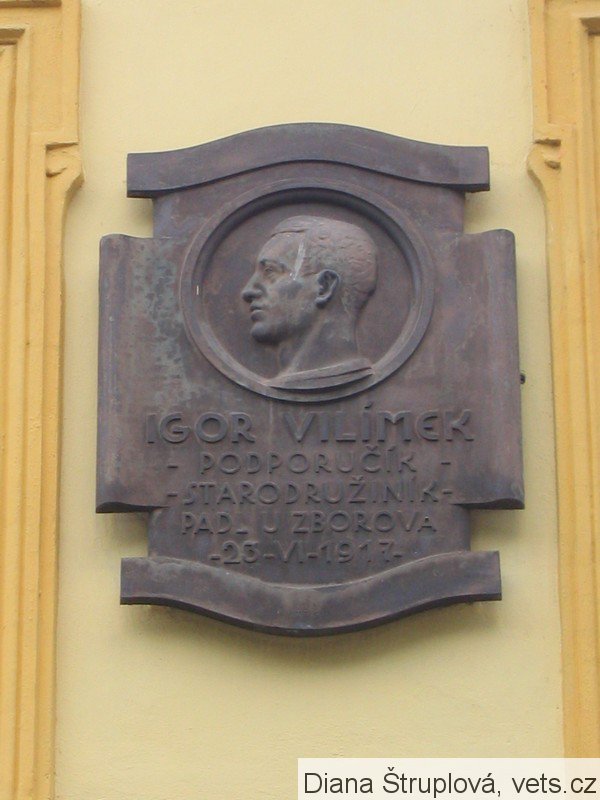 IGOR VILÍMEK
- PODPORUČÍK -
-STARODRUŽINÍK-
PADL U ZBOROVA
-23-VI-1917-
Diana Štruplová, vets.cz